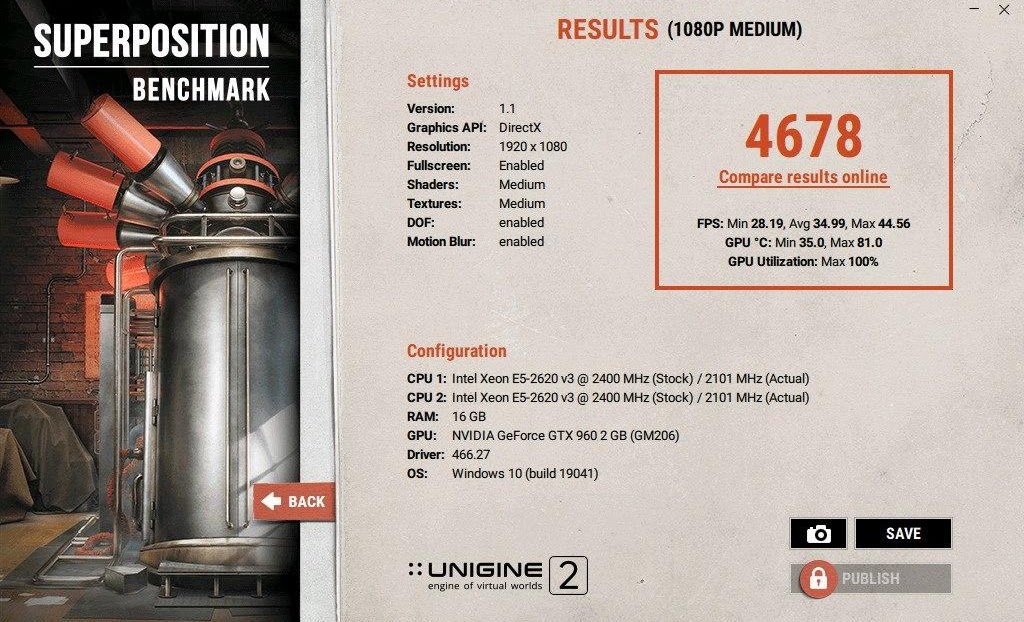 SUPERPOSITION
BENCHMARK
RESULTS (1080P MEDIUM)
Settings
Version: 1.1
Graphics API: DirectX
Resolution: 1920 x 1080
Fullscreen: Enabled
Shaders: Medium
Textures: Medium
DOF: enabled
Motion Blur: enabled
4678
Compare results online
FPS: Min 28.19, Avg 34.99, Max 44.56
GPU °C: Min 35.0, Max 81.0
GPU Utilization: Max 100%
Configuration
CPU 1: Intel Xeon E5-2620 v3 @ 2400 MHz (Stock) / 2101 MHz (Actual)
CPU 2: Intel Xeon E5-2620 v3 @ 2400 MHz (Stock) / 2101 MHz (Actual)
RAM: 16 GB
GPU: NVIDIA GeForce GTX 960 2 GB (GM206)
Driver: 466.27
OS: Windows 10 (build 19041)
BACK
SAVE
PUBLISH
UNIGINE 2
engine of virtual worlds